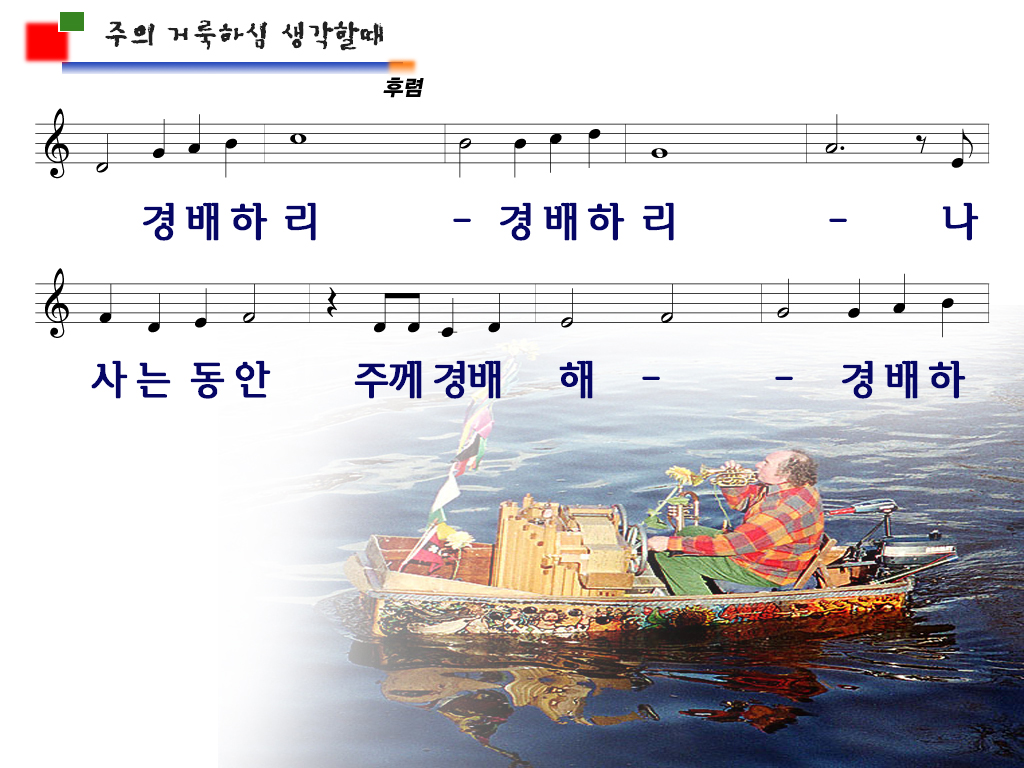 주의 거룩하심 생각할때
후렴
경배하리 - 경배하리 - 나
사는 동안 주께 경배 해 - - 경배하